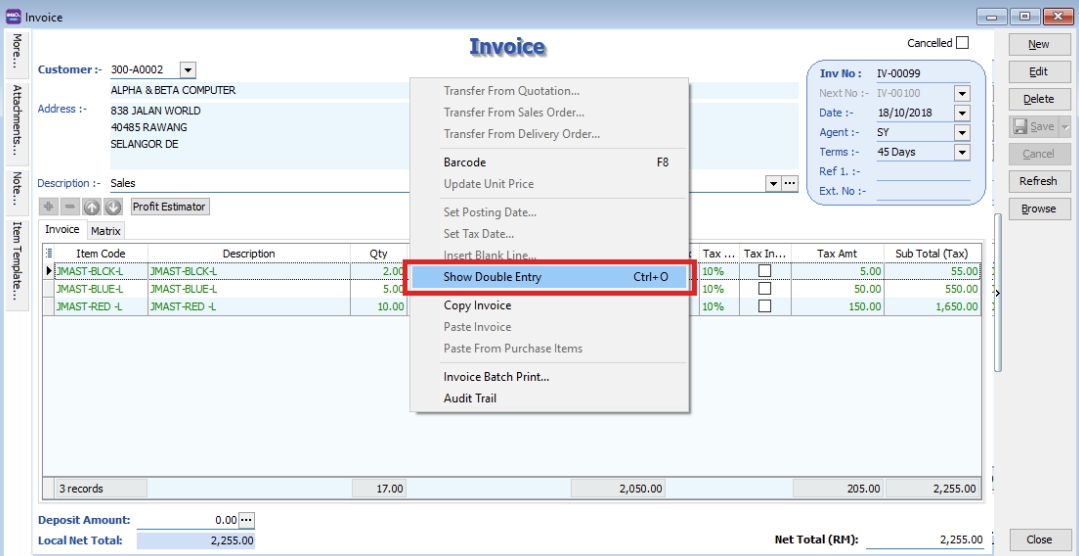 Invoice
More...
Attachments...
Note...
Item Template...
Invoice
Cancelled
Customer :- 300-A0002
ALPHA & BETA COMPUTER
Address :- 838 JALAN WORLD
40485 RAWANG
SELANGOR DE
Description :- Sales
Profit Estimator
Inv No : IV-00099
Next No :- IV-00100
Date :- 18/10/2018
Agent :- SY
Terms :- 45 Days
Ref 1. :-
Ext. No :-
New
Edit
Delete
Save
Cancel
Refresh
Browse
Transfer From Quotation...
Transfer From Sales Order...
Transfer From Delivery Order...
Barcode F8
Update Unit Price
Set Posting Date...
Set Tax Date...
Insert Blank Line...
Show Double Entry Ctrl+O
Copy Invoice
Paste Invoice
Paste From Purchase Items
Invoice Batch Print...
Audit Trail
Invoice Matrix
Item Code Description Qty Tax ... Tax In... Tax Amt Sub Total (Tax)
JMAST-BLCK-L JMAST-BLCK-L 2.00 10% 5.00 55.00
JMAST-BLUE-L JMAST-BLUE-L 5.00 10% 50.00 550.00
JMAST-RED -L JMAST-RED -L 10.00 10% 150.00 1,650.00
3 records 17.00 2,050.00 205.00 2,255.00
Deposit Amount: 0.00
Local Net Total: 2,255.00
Net Total (RM): 2,255.00
Close